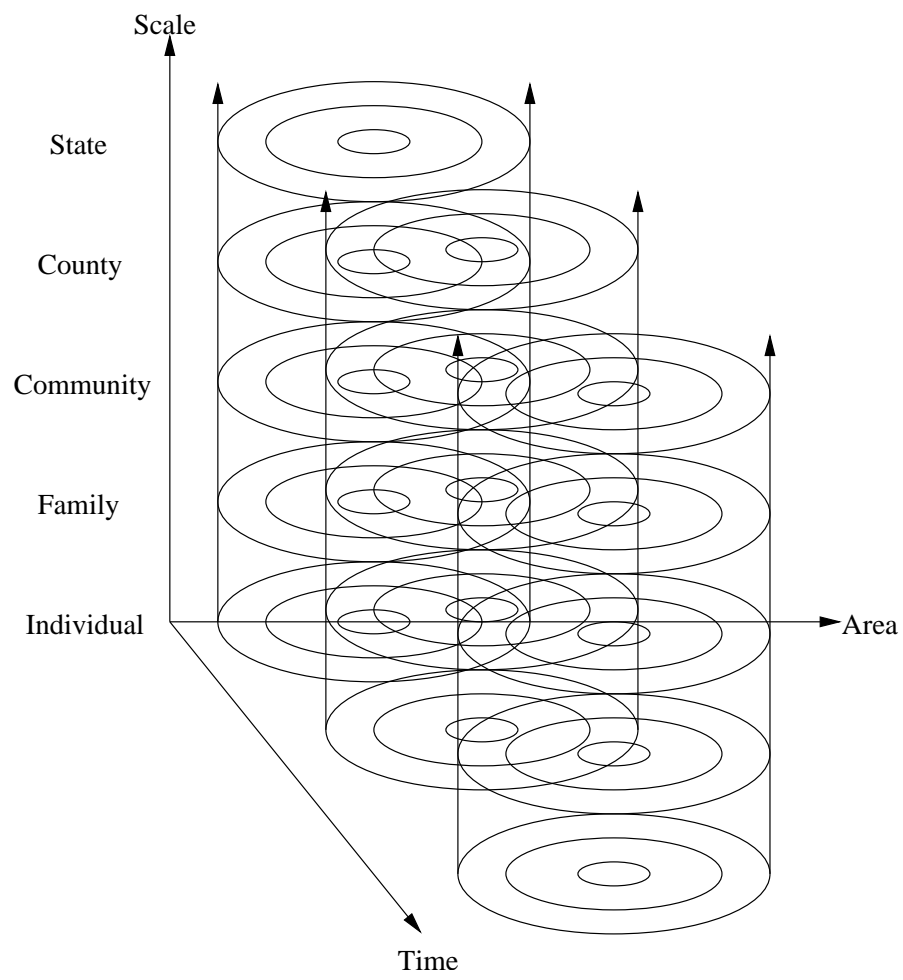 Scale
State
County
Community
Family
Individual
Area
Time